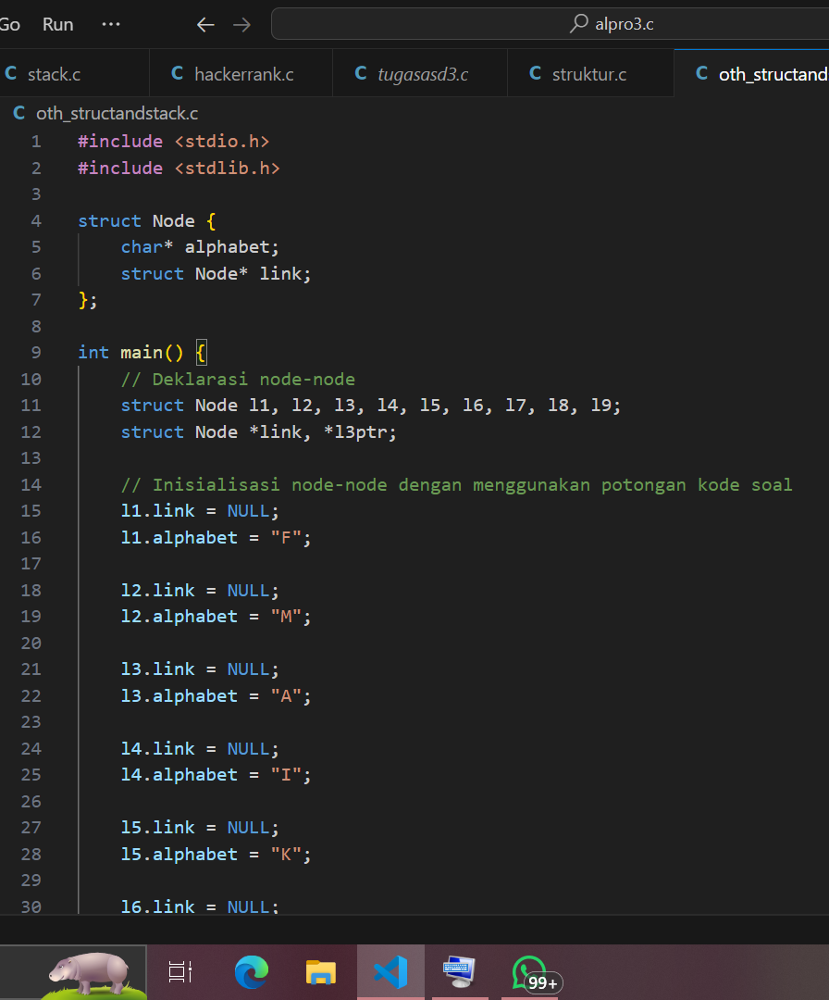 Go Run ··· alpro3.c
C stack.c C hackerrank.c C tugasasd3.c C struktur.c C oth_structand
C oth_structandstack.c
1 #include <stdio.h>
2 #include <stdlib.h>
3
4 struct Node {
5 char* alphabet;
6 struct Node* link;
7 };
8
9 int main() {
10 // Deklarasi node-node
11 struct Node l1, l2, l3, l4, l5, l6, l7, l8, l9;
12 struct Node *link, *l3ptr;
13
14 // Inisialisasi node-node dengan menggunakan potongan kode soal
15 l1.link = NULL;
16 l1.alphabet = "F";
17
18 l2.link = NULL;
19 l2.alphabet = "M";
20
21 l3.link = NULL;
22 l3.alphabet = "A";
23
24 l4.link = NULL;
25 l4.alphabet = "I";
26
27 l5.link = NULL;
28 l5.alphabet = "K";
29
30 l6.link = NULL;
99+